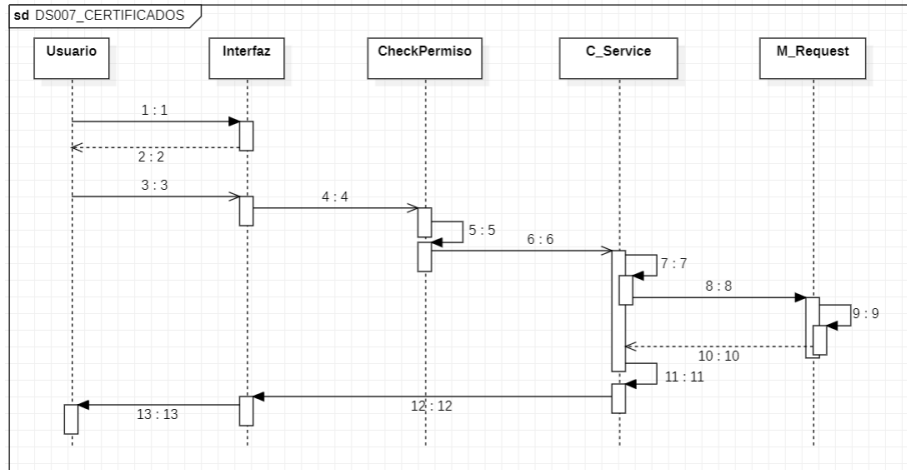 sd DS007_CERTIFICADOS
Usuario
Interfaz
CheckPermiso
C_Service
M_Request
1 : 1
2 : 2
3 : 3
4 : 4
5 : 5
6 : 6
7 : 7
8 : 8
9 : 9
10 : 10
11 : 11
12 : 12
13 : 13